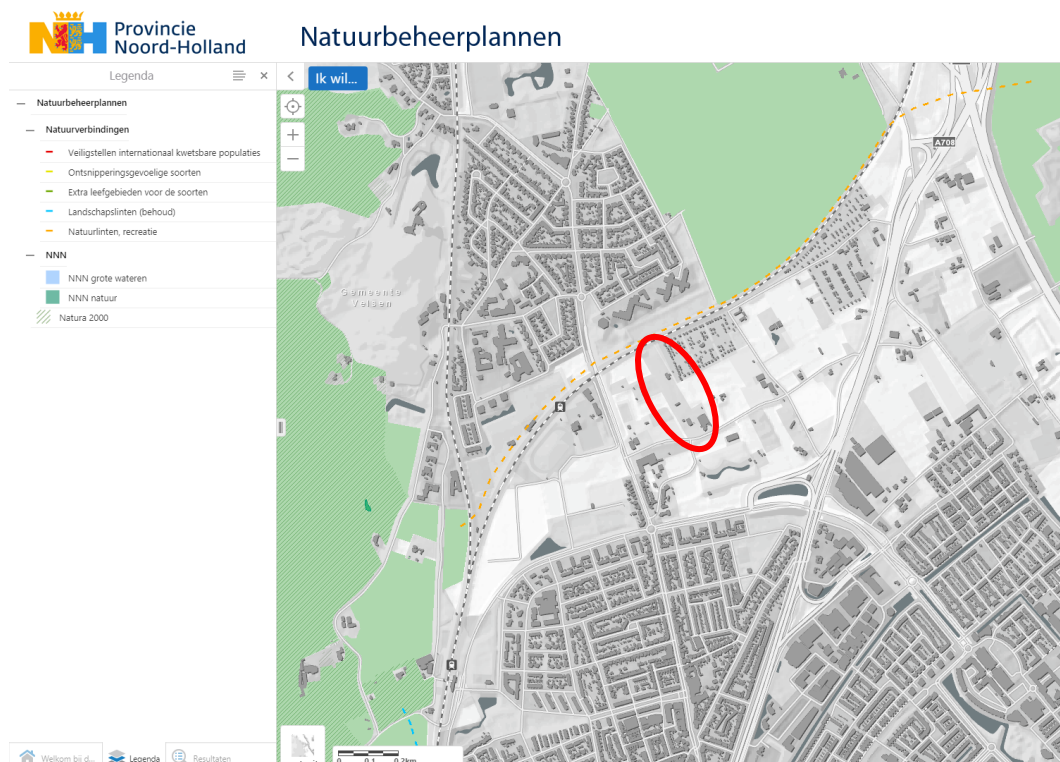 Provincie
Noord-Holland
Natuurbeheerplannen
Legenda
Ik wil...
Natuurbeheerplannen
Natuurverbindingen
Veiligstellen internationaal kwetsbare populaties
Ontsnipperingsgevoelige soorten
Extra leefgebieden voor de soorten
Landschapslinten (behoud)
Natuurlinten, recreatie
NNN
NNN grote wateren
NNN natuur
Natura 2000
A708
Gemeente
Velsen
Welkom bij d...
Legenda
Resultaten
0 0.1 0.2km